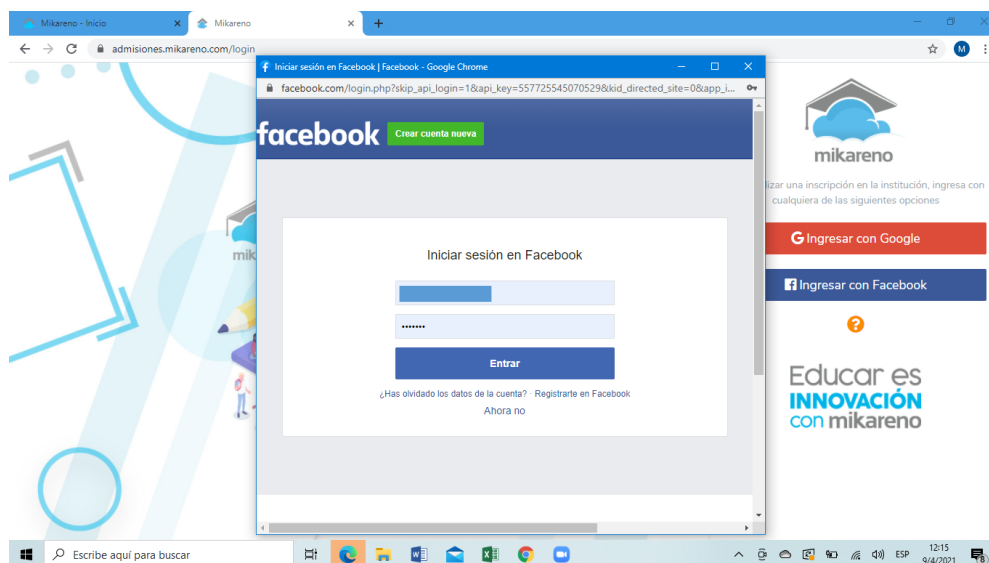 Mikareno - Inicio
Mikareno
admisiones.mikareno.com/login
Iniciar sesión en Facebook | Facebook - Google Chrome
facebook.com/login.php?skip_api_login=1&api_key=557725545070529&kid_directed_site=0&app_i...
M
facebook
Crear cuenta nueva
mikareno
lizar una inscripción en la institución, ingresa con
cualquiera de las siguientes opciones
G Ingresar con Google
mik
Iniciar sesión en Facebook
Ingresar con Facebook
?
Entrar
¿Has olvidado los datos de la cuenta? · Registrarte en Facebook
Ahora no
Educar es
INNOVACIÓN
con mikareno
Escribe aquí para buscar
ESP
12:15
9/4/2021
8